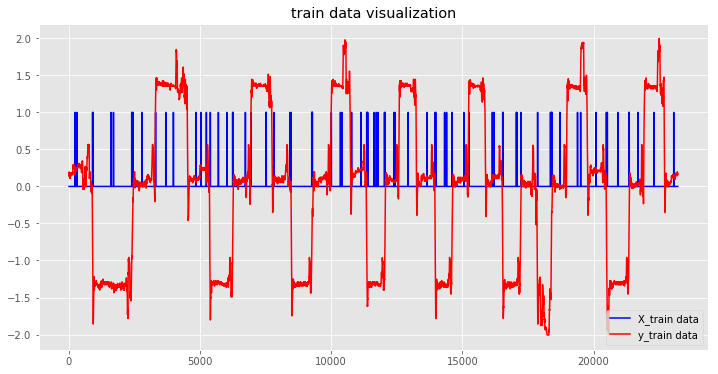 train data visualization
2.0
1.5
1.0
0.5
0.0
−0.5
−1.0
−1.5
−2.0
0 5000 10000 15000 20000
X_train data
y_train data